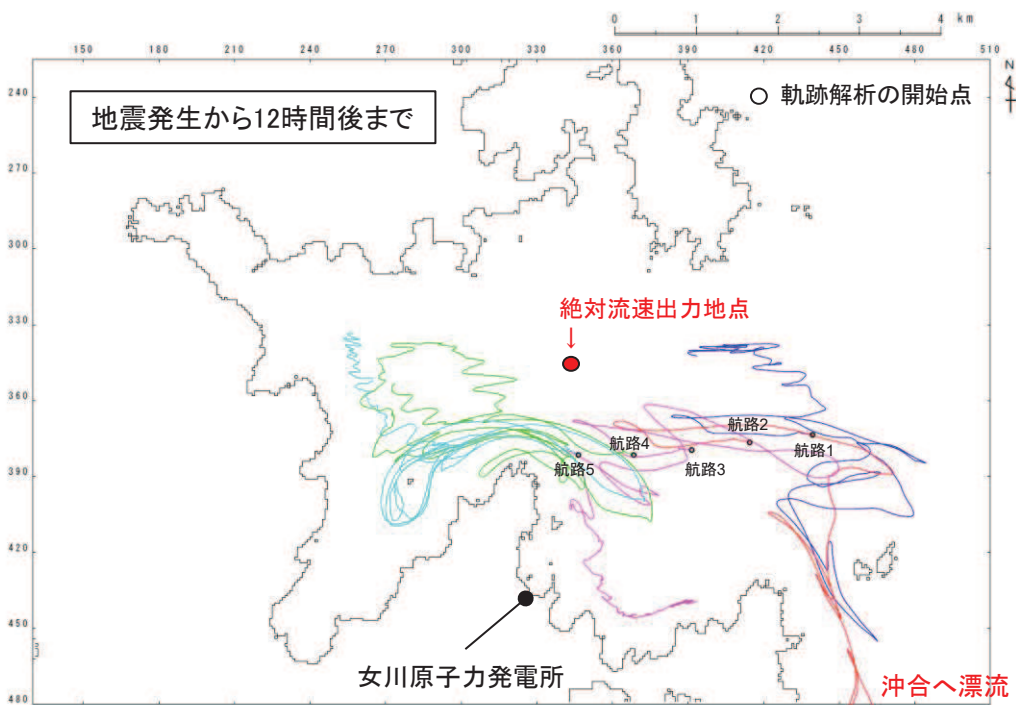 0 1 2 3 4 km
150 180 210 240 270 300 330 360 390 420 450 480 510
N
240
270
300
330
360
390
420
450
480
地震発生から12時間後まで
○ 軌跡解析の開始点
絶対流速出力地点
↓
航路2
航路4
航路1
航路5
航路3
女川原子力発電所
沖合へ漂流